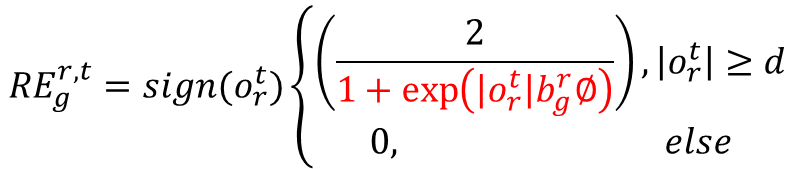 RE_g^{r,t} = sign(o_r^t) { ( 2 / (1 + exp(|o_r^t| b_g^r ∅)) ), |o_r^t| ≥ d
0, else